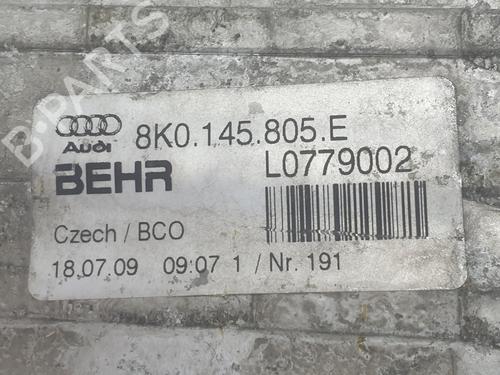 B-PARTS
Audi
8K0.145.805.E
BEHR
L0779002
Czech / BCO
18.07.09 09:07 1 / Nr. 191